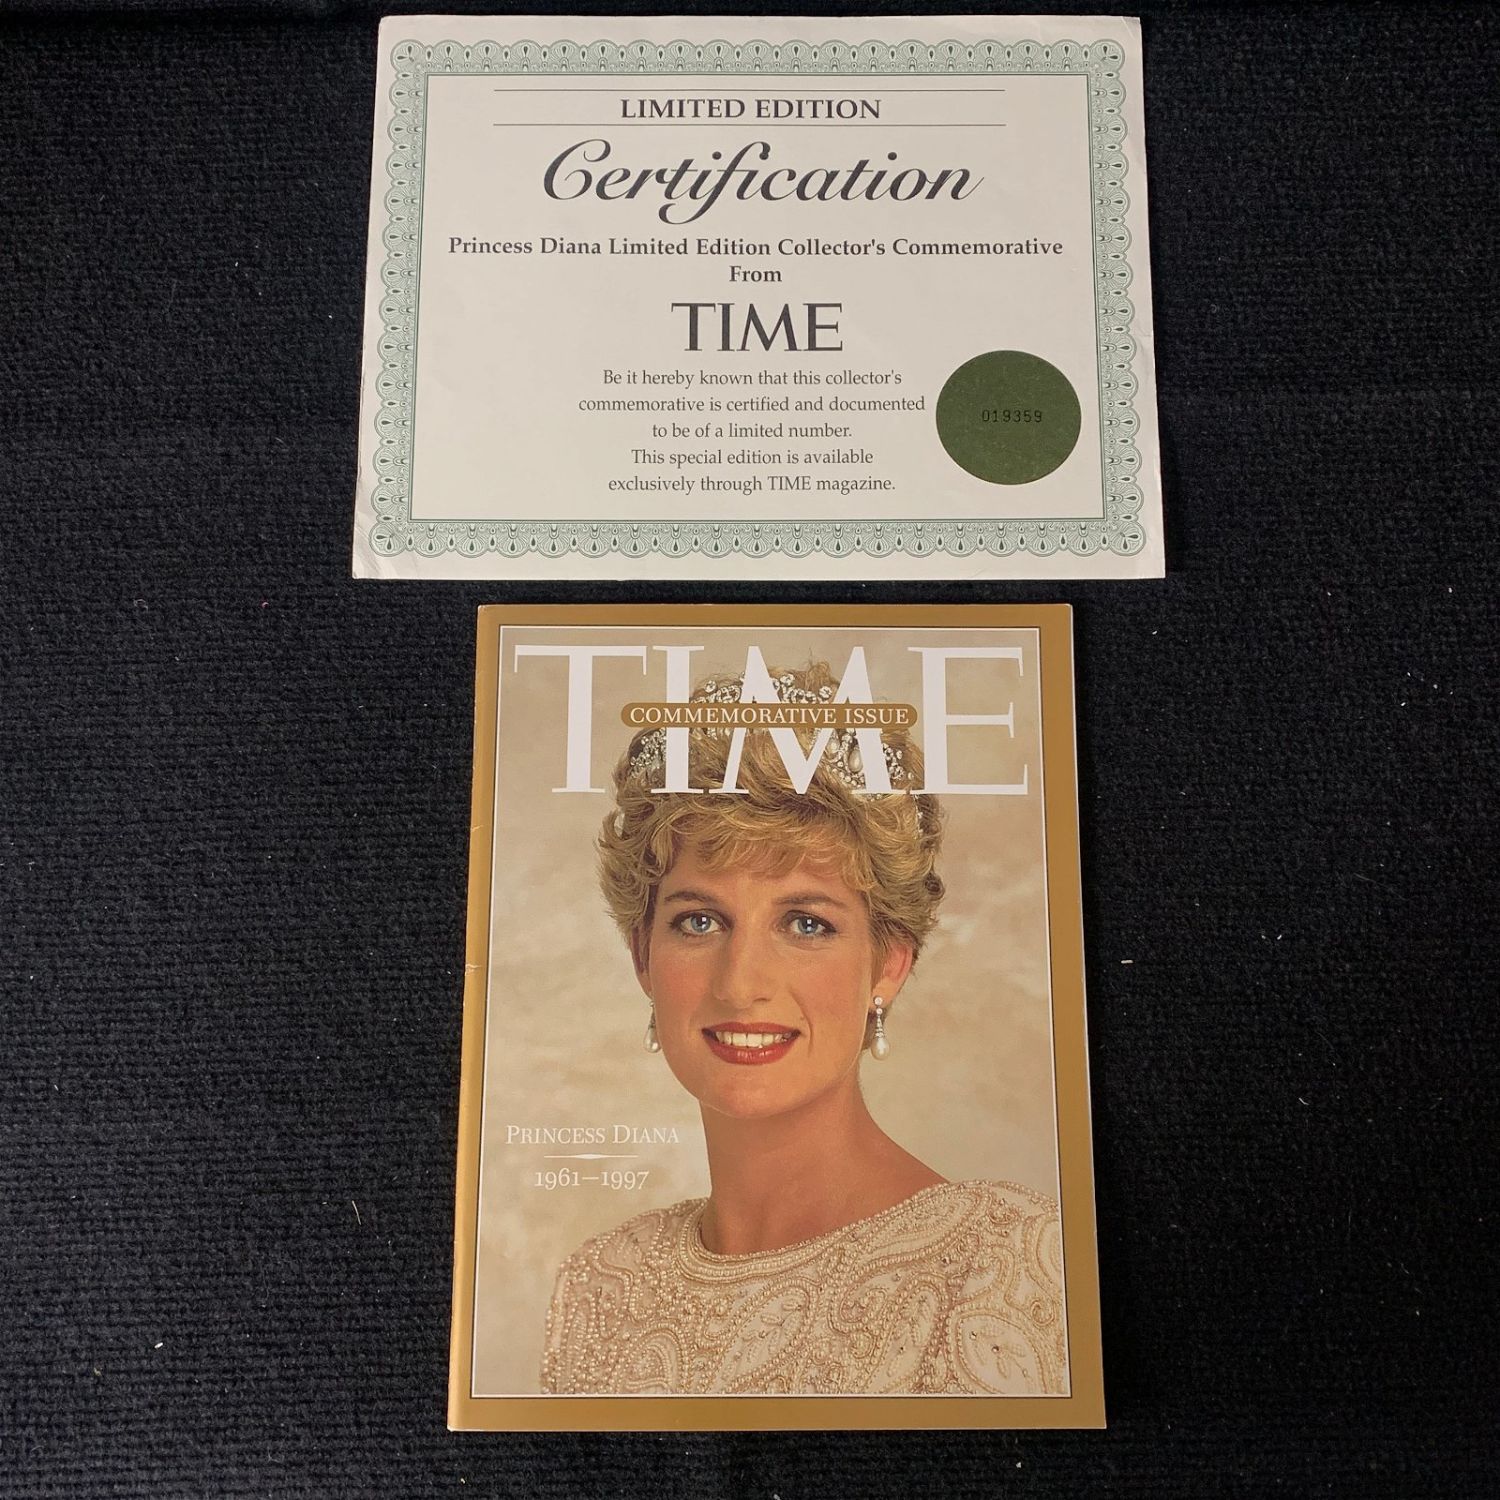 LIMITED EDITION
Certification
Princess Diana Limited Edition Collector's Commemorative
From
TIME
Be it hereby known that this collector's
commemorative is certified and documented
to be of a limited number.
This special edition is available
exclusively through TIME magazine.
019359
TIME
COMMEMORATIVE ISSUE
PRINCESS DIANA
1961–1997